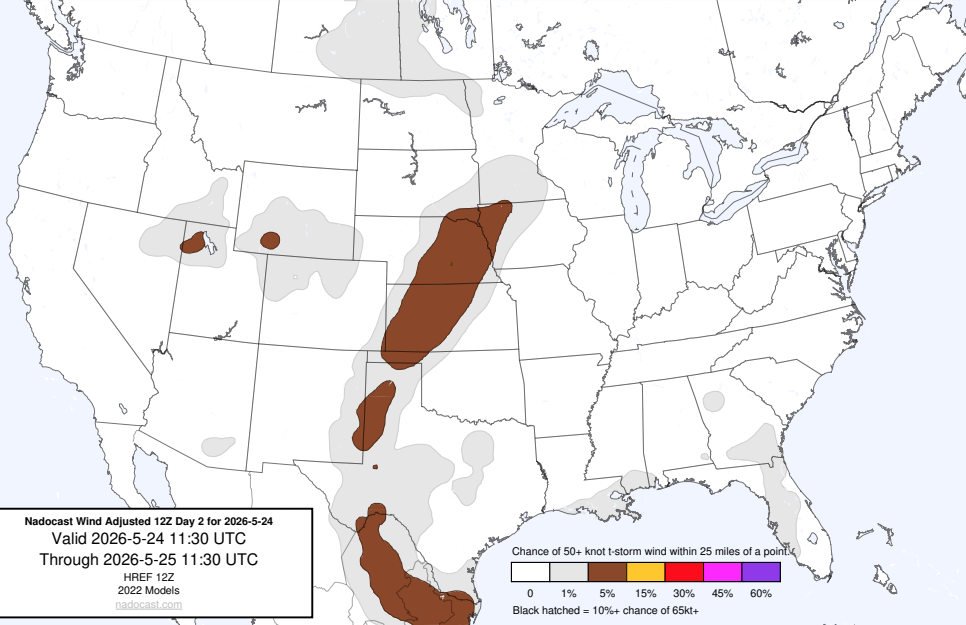 Nadocast Wind Adjusted 12Z Day 2 for 2026-5-24
Valid 2026-5-24 11:30 UTC
Through 2026-5-25 11:30 UTC
HREF 12Z
2022 Models
nadocast.com
Chance of 50+ knot t-storm wind within 25 miles of a point.
0 1% 5% 15% 30% 45% 60%
Black hatched = 10%+ chance of 65kt+